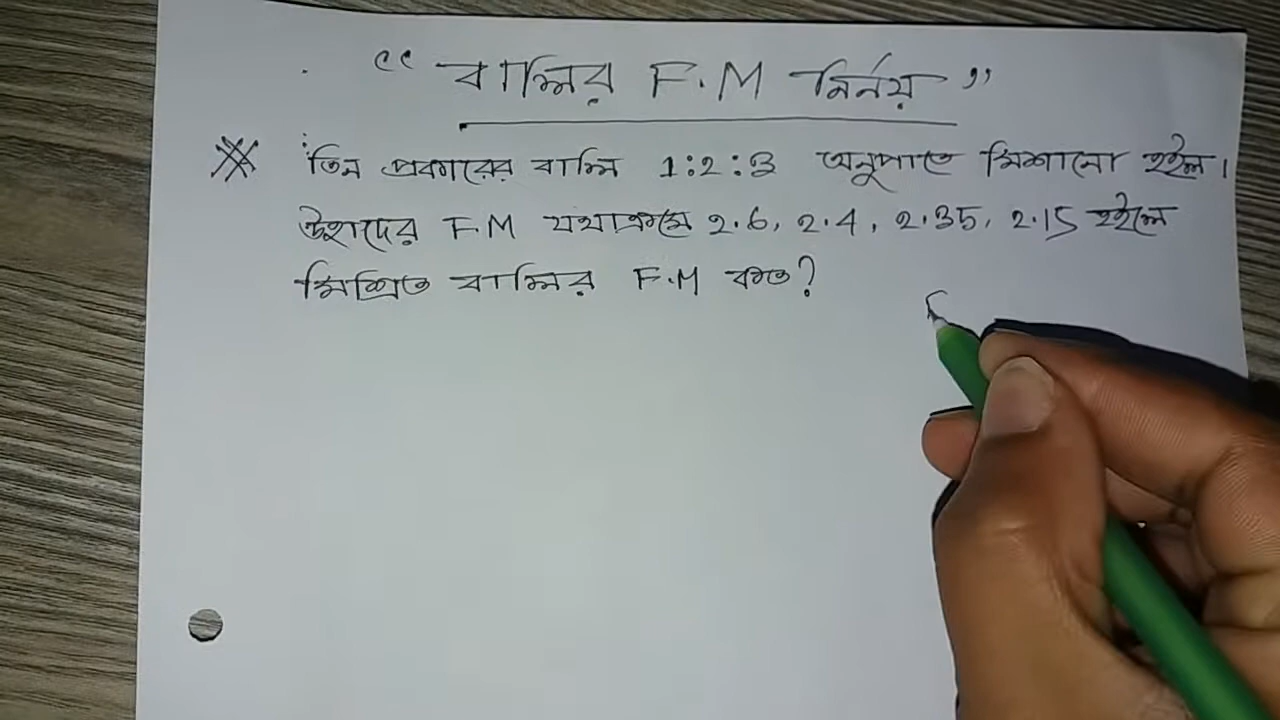 “বালির F.M নির্নয়”
তিন প্রকারের বালি 1:2:3 অনুপাতে মিশানো হইল।
উহাদের F.M যথাক্রমে 2.6, 2.4, 2.35, 2.15 হইলে
মিশ্রিত বালির F.M কত?